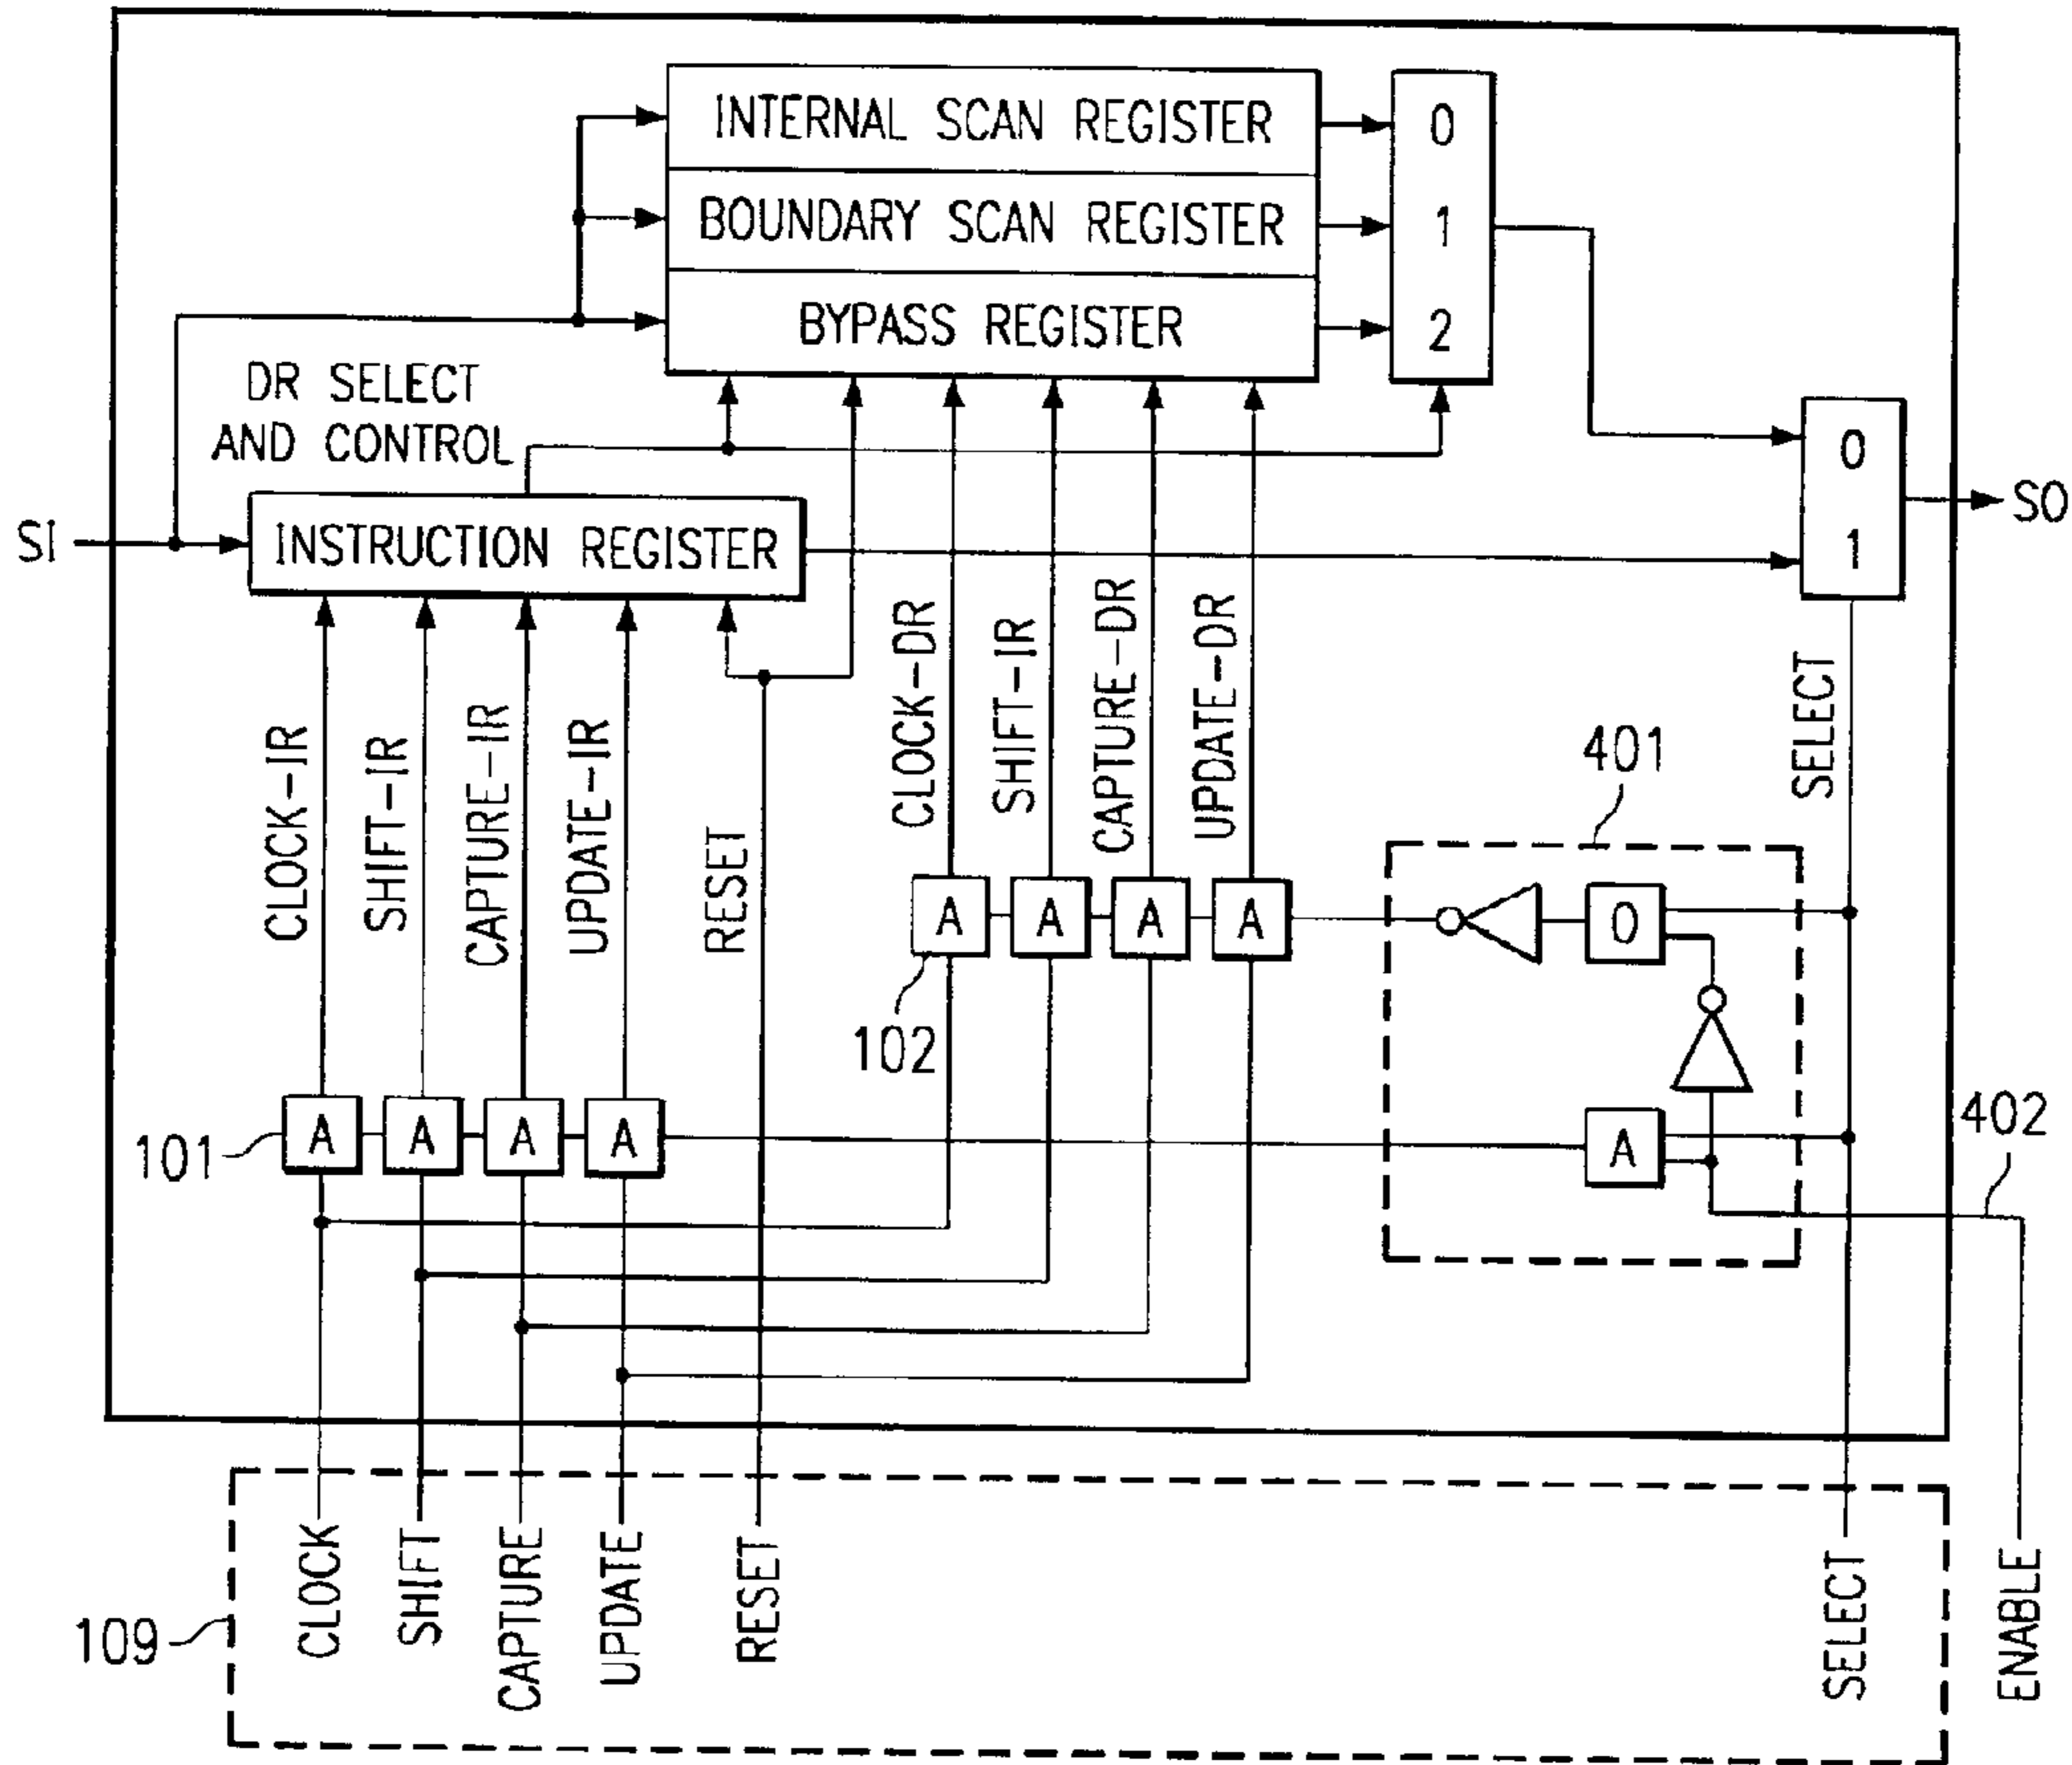 INTERNAL SCAN REGISTER
0
BOUNDARY SCAN REGISTER
1
BYPASS REGISTER
2
DR SELECT
AND CONTROL
0
SI
INSTRUCTION REGISTER
1
SO
CLOCK-IR
SHIFT-IR
CAPTURE-IR
UPDATE-IR
RESET
CLOCK-DR
SHIFT-IR
CAPTURE-DR
UPDATE-DR
SELECT
401
A
A
A
A
O
102
402
101
A
A
A
A
A
109
CLOCK
SHIFT
CAPTURE
UPDATE
RESET
SELECT
ENABLE